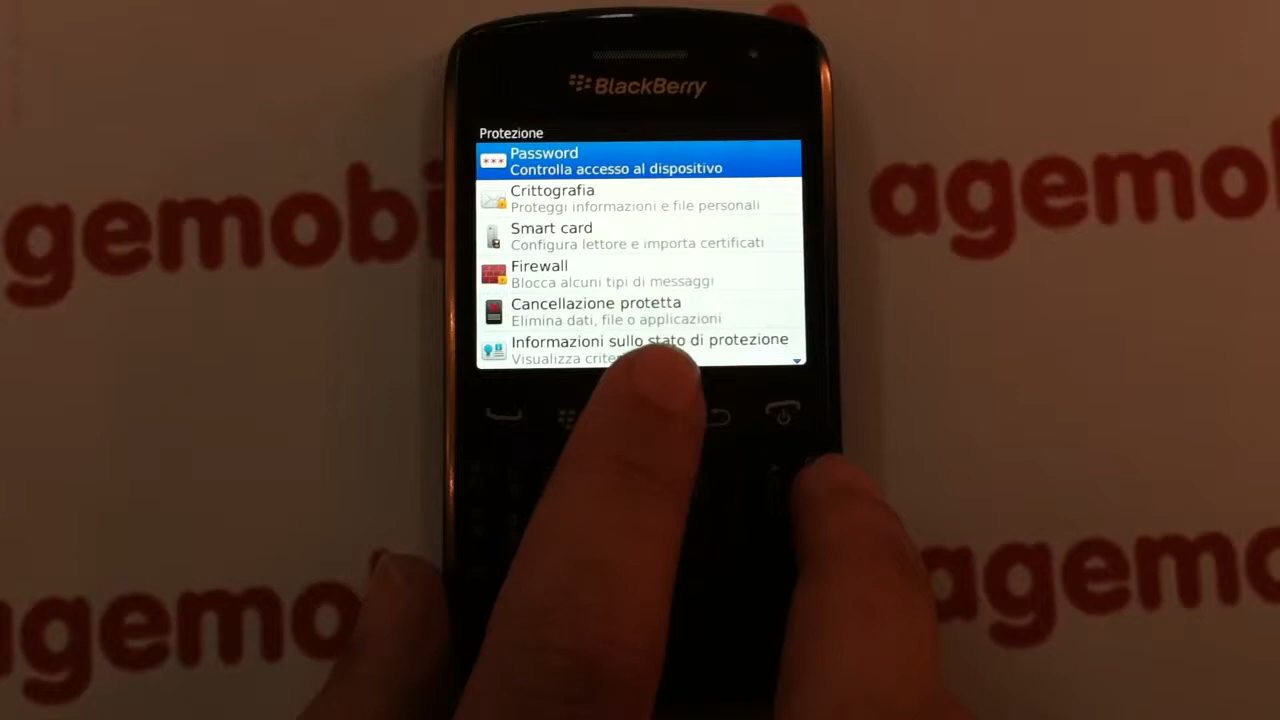 BlackBerry
Protezione
Password
Controlla accesso al dispositivo
Crittografia
Proteggi informazioni e file personali
Smart card
Configura lettore e importa certificati
Firewall
Blocca alcuni tipi di messaggi
Cancellazione protetta
Elimina dati, file o applicazioni
Informazioni sullo stato di protezione
Visualizza
agemobi
agemobi
agemo
agemo